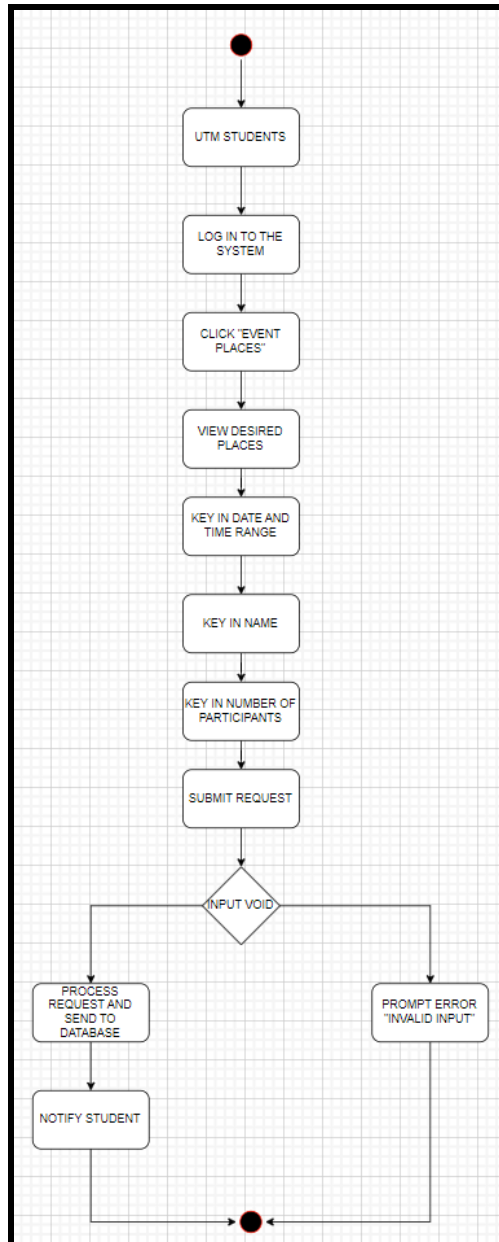 UTM STUDENTS
LOG IN TO THE
SYSTEM
CLICK "EVENT
PLACES"
VIEW DESIRED
PLACES
KEY IN DATE AND
TIME RANGE
KEY IN NAME
KEY IN NUMBER OF
PARTICIPANTS
SUBMIT REQUEST
INPUT VOID
PROCESS
REQUEST AND
SEND TO
DATABASE
PROMPT ERROR
"INVALID INPUT"
NOTIFY STUDENT